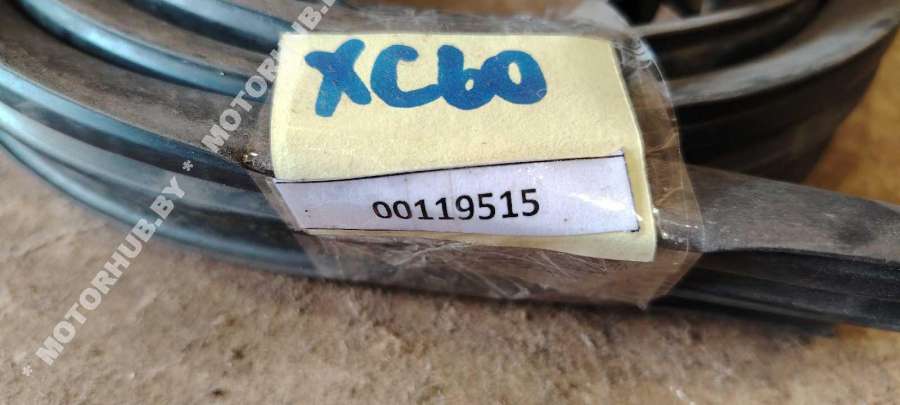 XC60
00119515
* MOTORHUB.BY * MOTORHUB.BY *